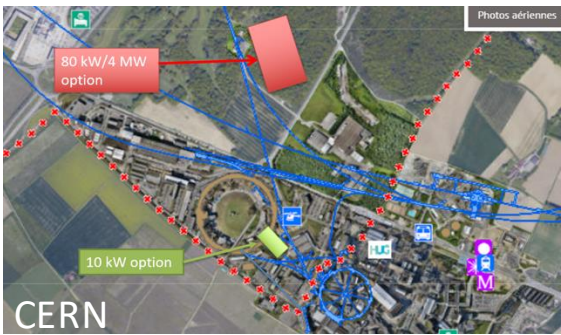 Photos aériennes
80 kW/4 MW
option
HUG
10 kW option
M
CERN